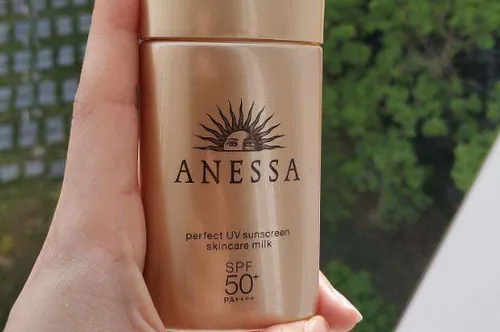 ANESSA
perfect UV sunscreen
skincare milk
SPF
50+
PA++++